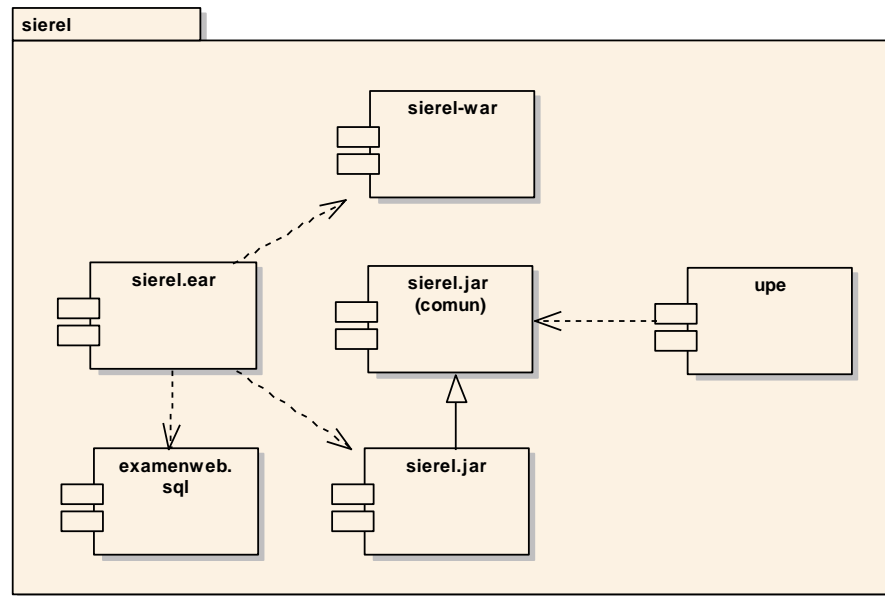 sierel
sierel-war
sierel.ear
sierel.jar
(comun)
upe
examenweb.
sql
sierel.jar